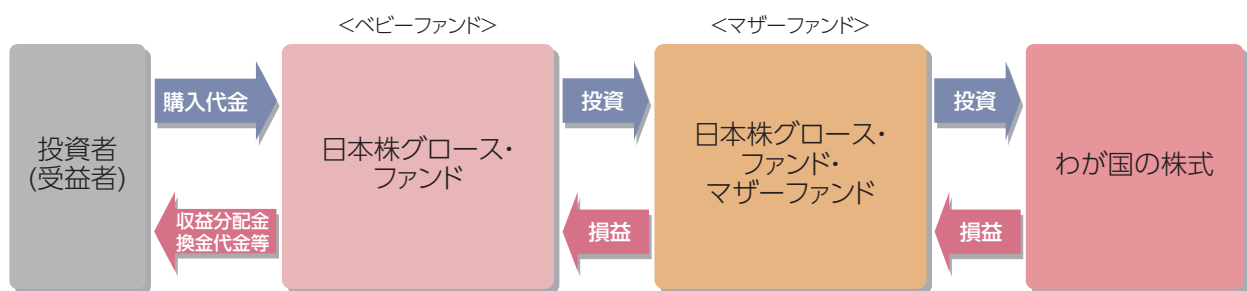 <ベビーファンド>
<マザーファンド>
投資者
(受益者)
購入代金
収益分配金
換金代金等
日本株グロース・
ファンド
投資
損益
日本株グロース・
ファンド・
マザーファンド
投資
損益
わが国の株式